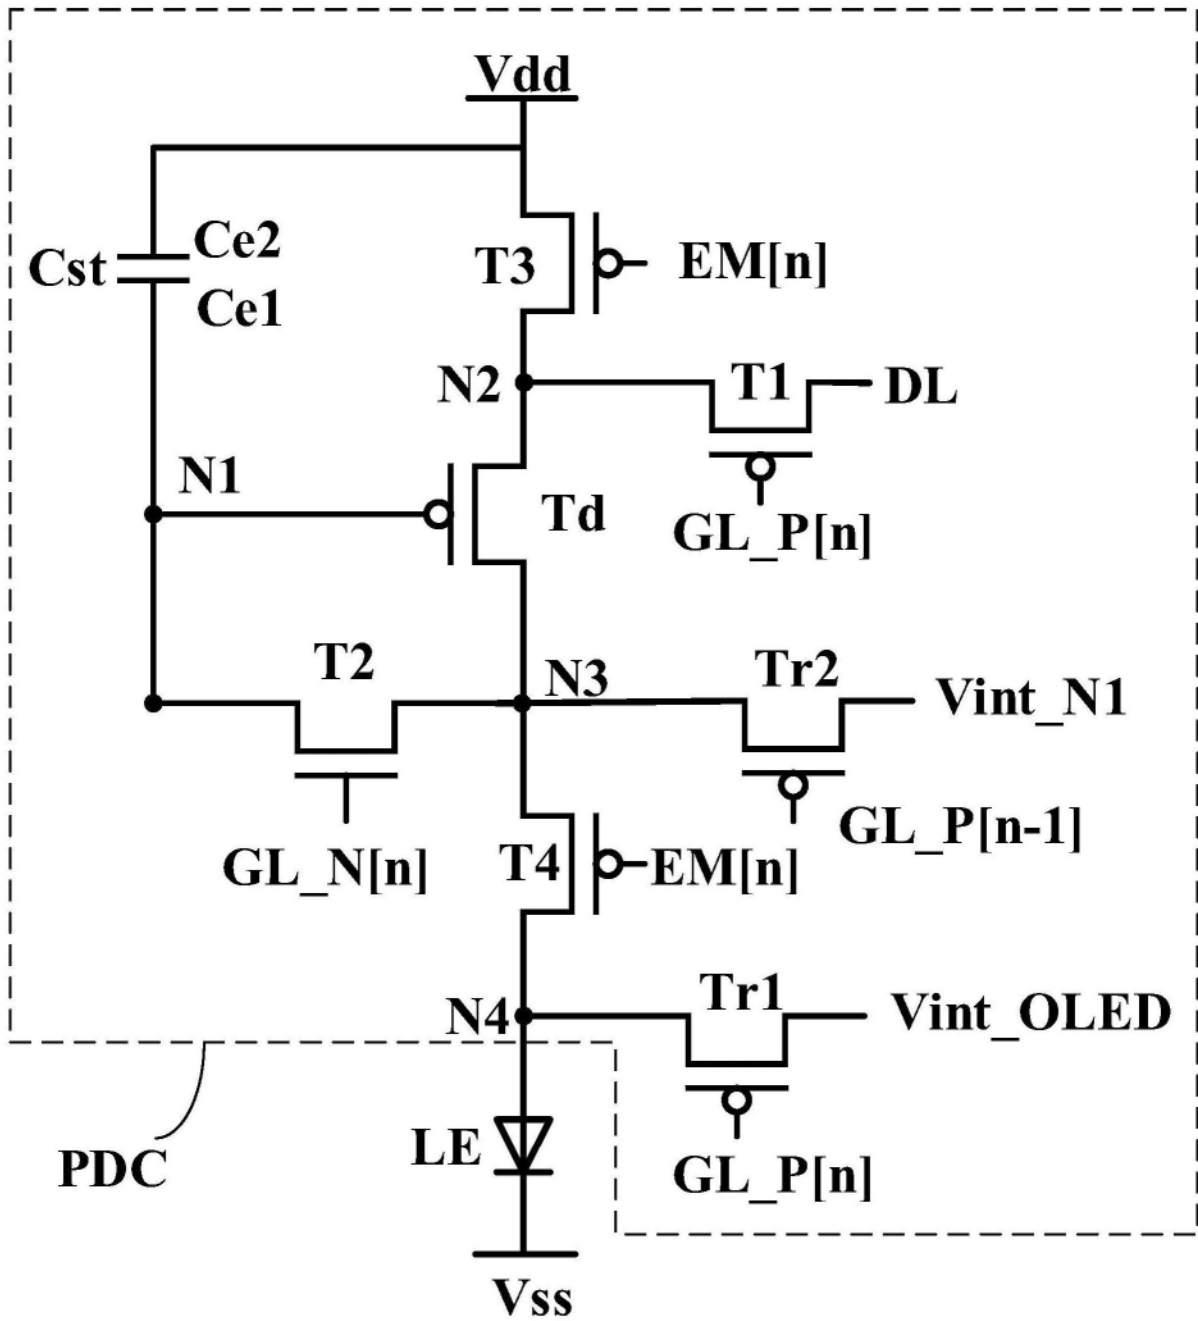 Vdd
Ce2
Cst
Ce1
T3
EM[n]
N2
T1
DL
N1
Td
GL_P[n]
T2
N3
Tr2
Vint_N1
GL_N[n]
T4
EM[n]
GL_P[n-1]
N4
Tr1
Vint_OLED
PDC
LE
GL_P[n]
Vss